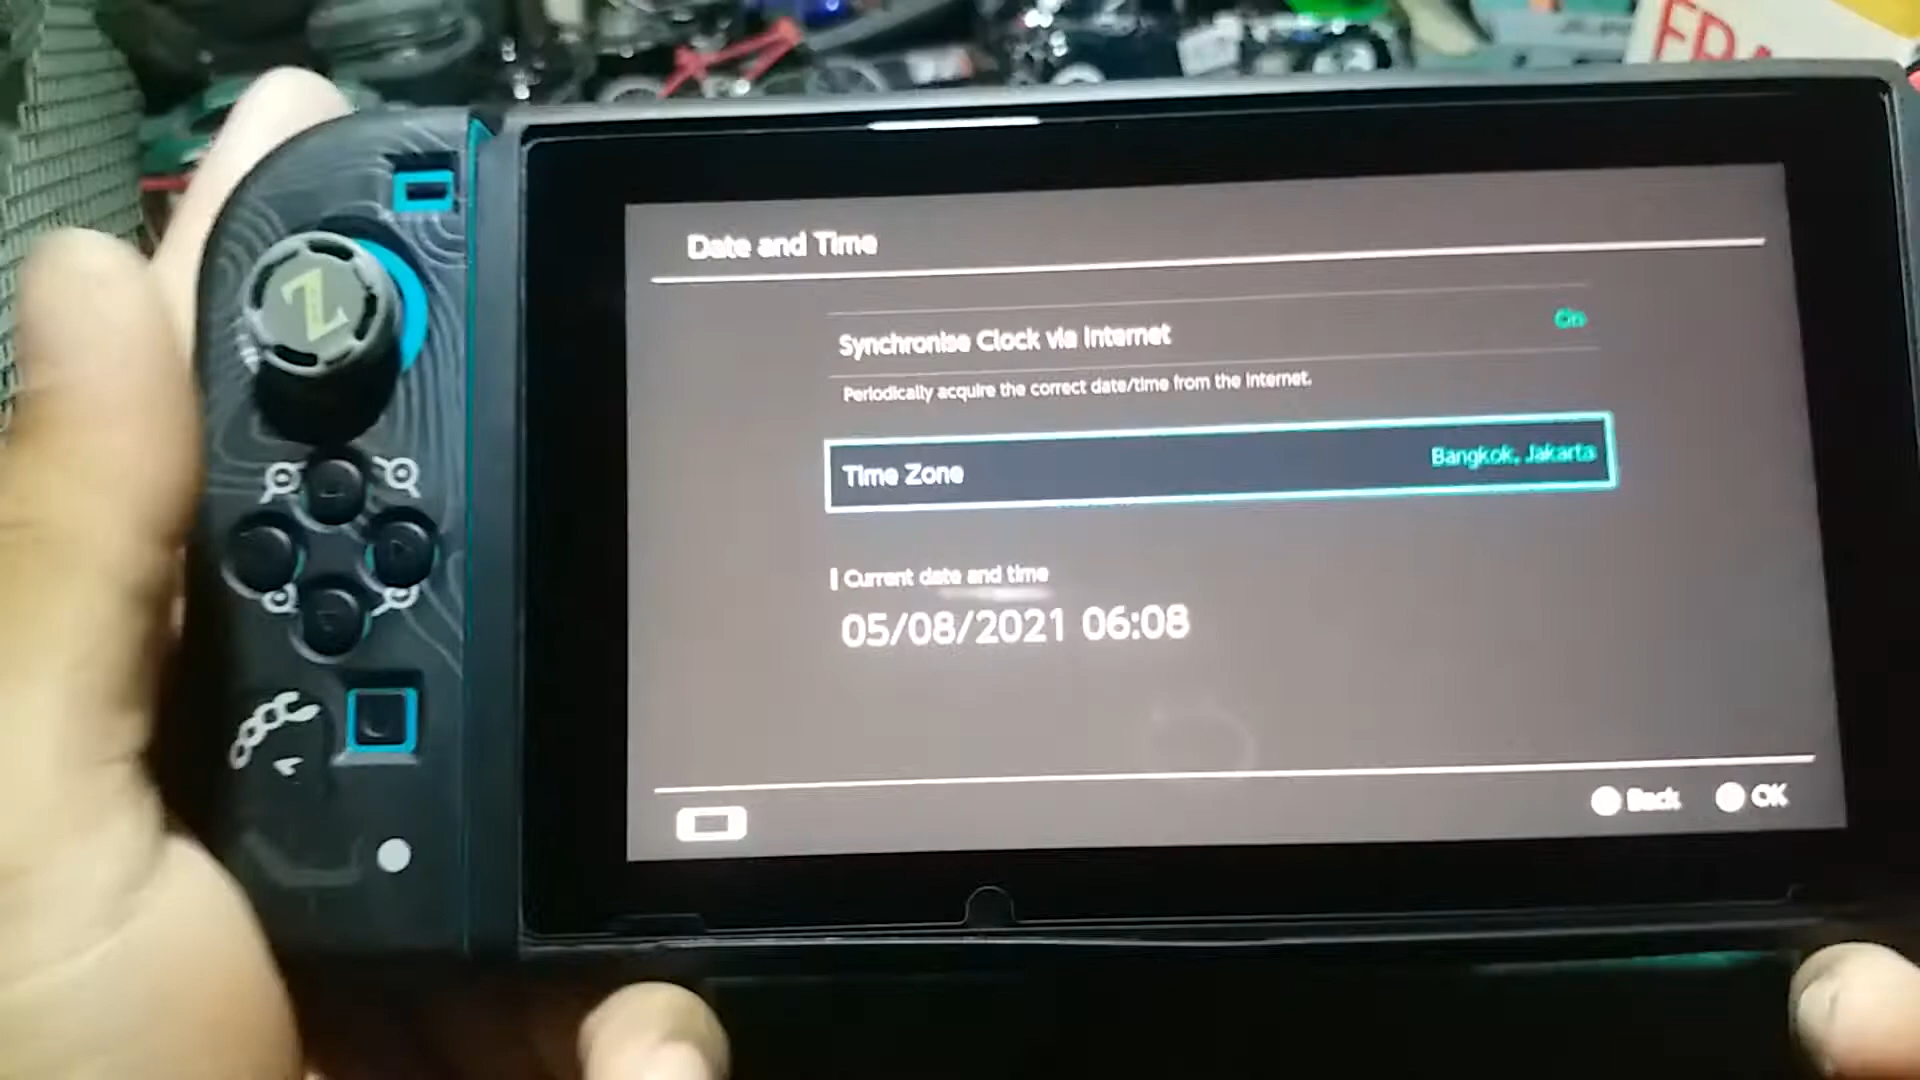 FRA
Z
Date and Time
Synchronise Clock via Internet
On
Periodically acquire the correct date/time from the Internet.
Time Zone
Bangkok, Jakarta
Current date and time
05/08/2021 06:08
Back
OK